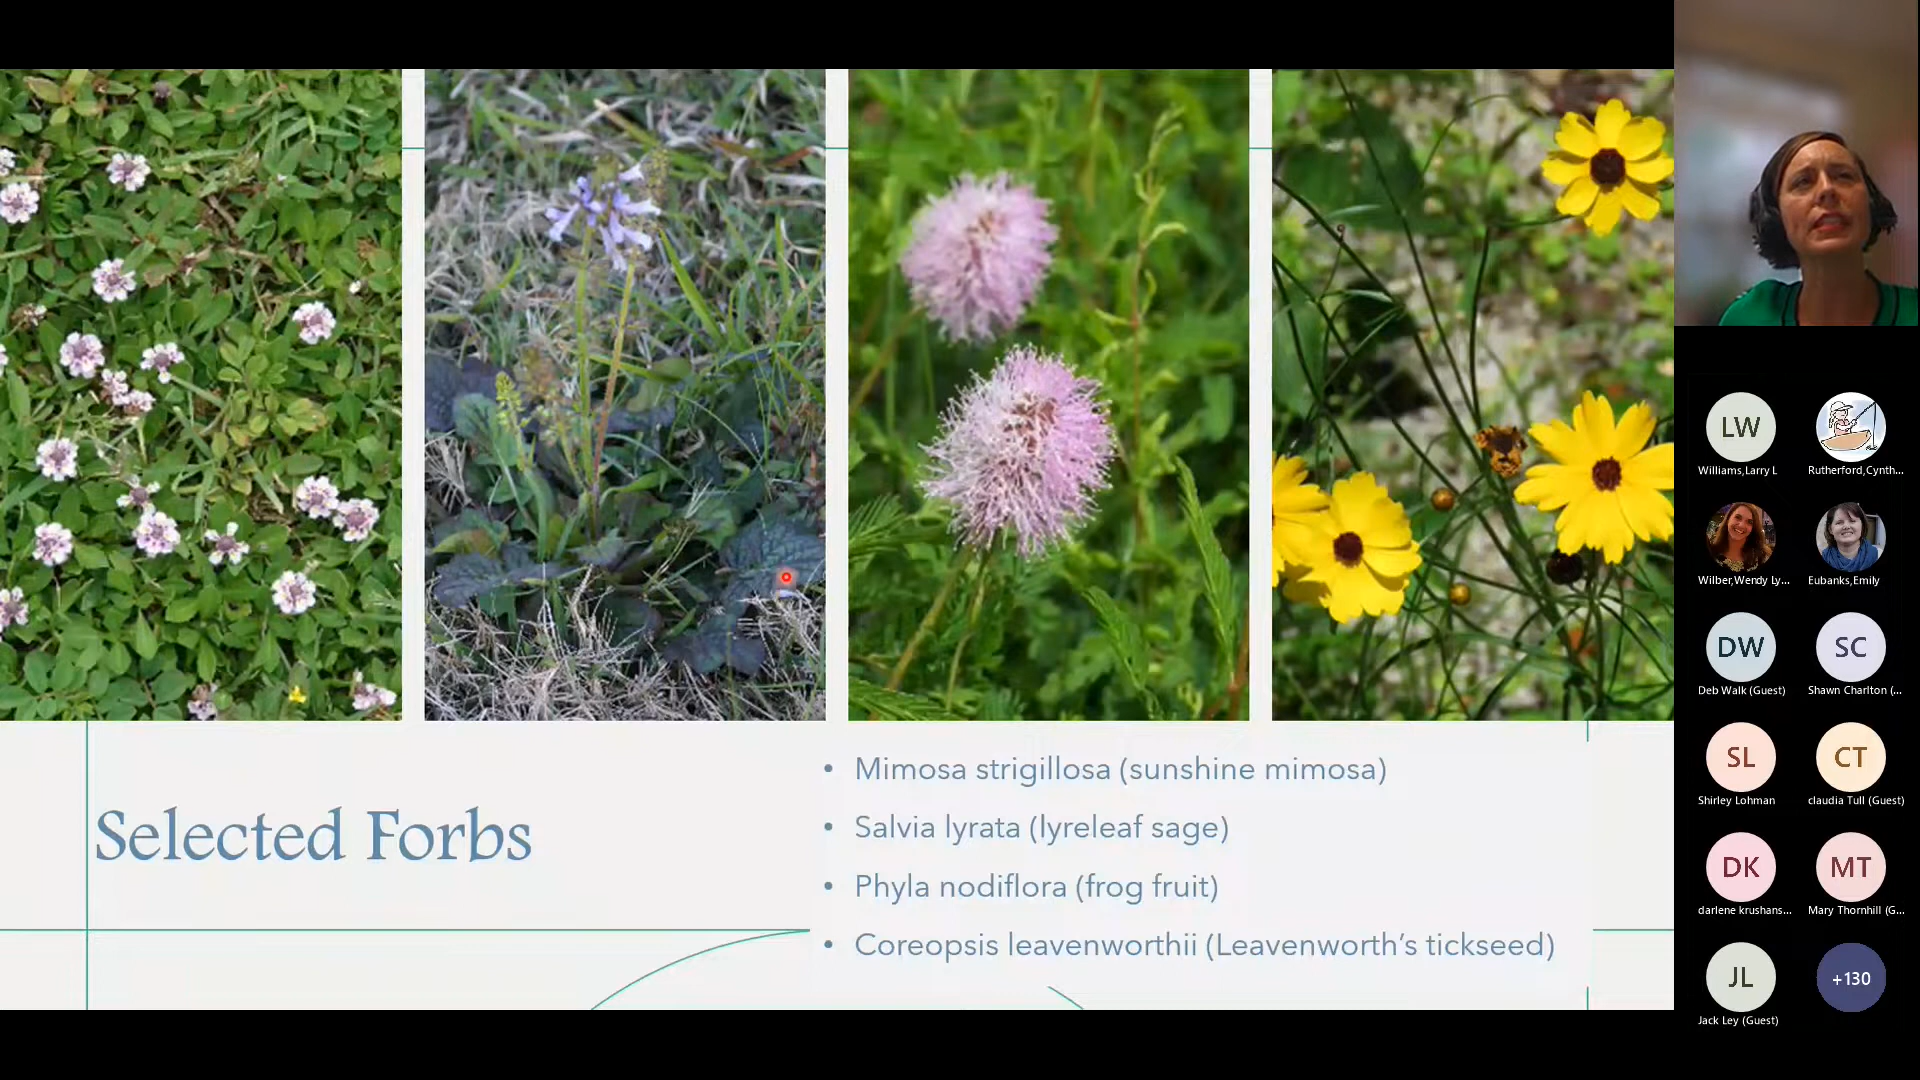 Selected Forbs
• Mimosa strigillosa (sunshine mimosa)
• Salvia lyrata (lyreleaf sage)
• Phyla nodiflora (frog fruit)
• Coreopsis leavenworthii (Leavenworth’s tickseed)
LW
Williams,Larry L
Rutherford,Cynth...
Wilber,Wendy Ly...
Eubanks,Emily
DW
Deb Walk (Guest)
SC
Shawn Charlton (...
SL
Shirley Lohman
CT
claudia Tull (Guest)
DK
darlene krushans...
MT
Mary Thornhill (G...
JL
Jack Ley (Guest)
+130